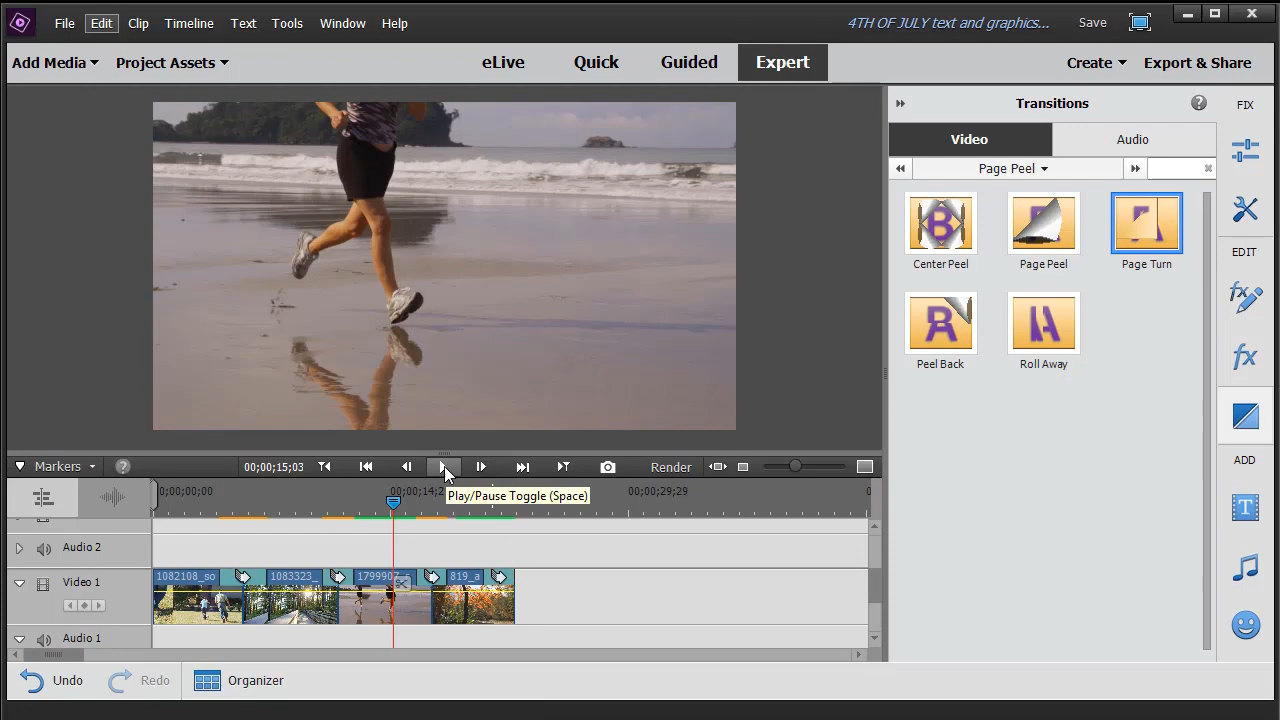 File Edit Clip Timeline Text Tools Window Help
4TH OF JULY text and graphics... Save
Add Media Project Assets eLive Quick Guided Expert Create Export & Share
Transitions
FIX
Video Audio
Page Peel
Center Peel Page Peel Page Turn
Peel Back Roll Away
EDIT
ADD
Markers 00;00;15;03 Render
Play/Pause Toggle (Space)
00;00;14;2 00;00;29;29
Audio 2
Video 1
1082108_so 1083323_ 819_a
Audio 1
Undo Redo Organizer